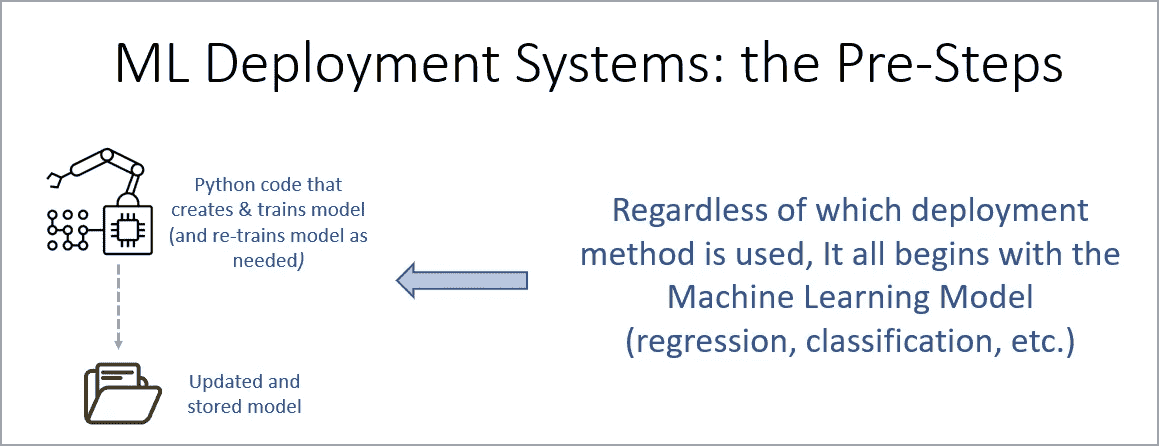 ML Deployment Systems: the Pre-Steps
Python code that
creates & trains model
(and re-trains model as
needed)
Updated and
stored model
Regardless of which deployment
method is used, It all begins with the
Machine Learning Model
(regression, classification, etc.)